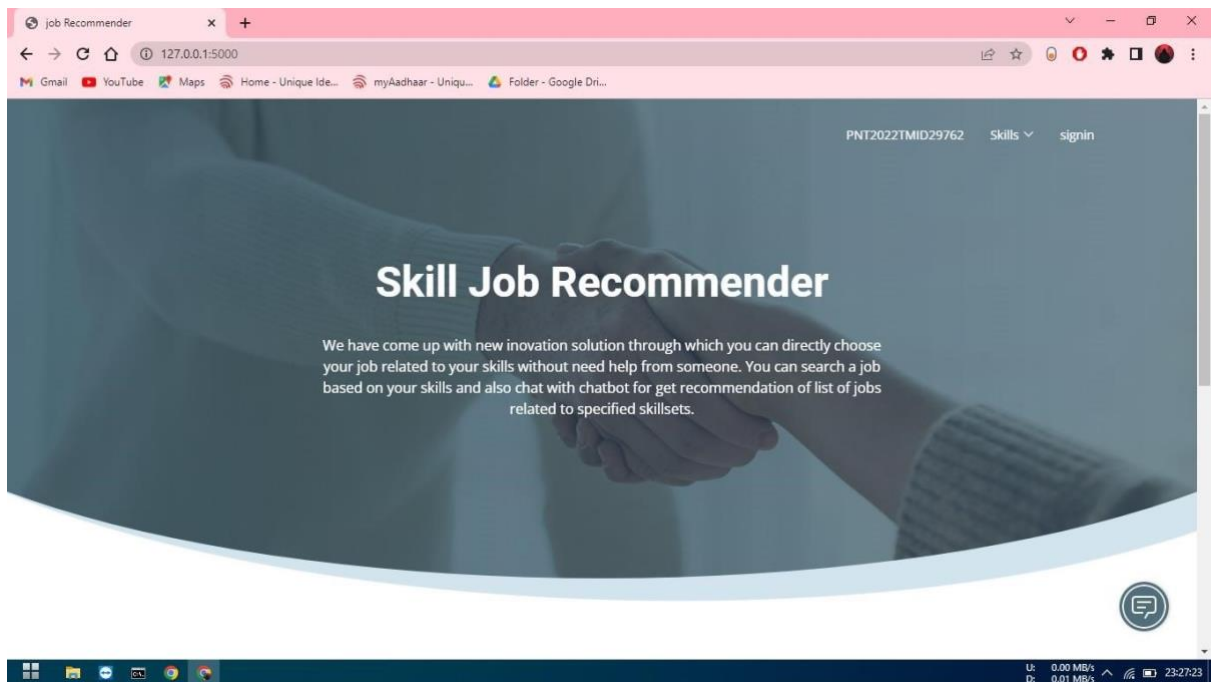 job Recommender
127.0.0.1:5000
Gmail YouTube Maps Home - Unique Ide... myAadhaar - Uniqu... Folder - Google Dri...
PNT2022TMID29762 Skills signin
Skill Job Recommender
We have come up with new inovation solution through which you can directly choose
your job related to your skills without need help from someone. You can search a job
based on your skills and also chat with chatbot for get recommendation of list of jobs
related to specified skillsets.
U: 0.00 MB/s
D: 0.01 MB/s
23:27:23